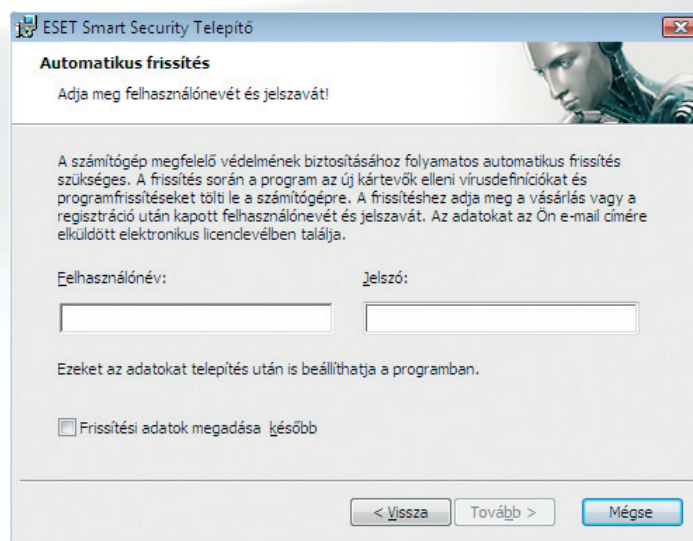 ESET Smart Security Telepítő
Automatikus frissítés
Adja meg felhasználónevét és jelszavát!
A számítógép megfelelő védelmének biztosításához folyamatos automatikus frissítés
szükséges. A frissítés során a program az új kártevők elleni vírusdefiníciókat és
programfrissítéseket tölti le a számítógépre. A frissítéshez adja meg a vásárlás vagy a
regisztráció után kapott felhasználónevét és jelszavát. Az adatokat az Ön e-mail címére
elküldött elektronikus licenclevélben találja.
Felhasználónév: Jelszó:
Ezeket az adatokat telepítés után is beállíthatja a programban.
Frissítési adatok megadása később
< Vissza Tovább > Mégse